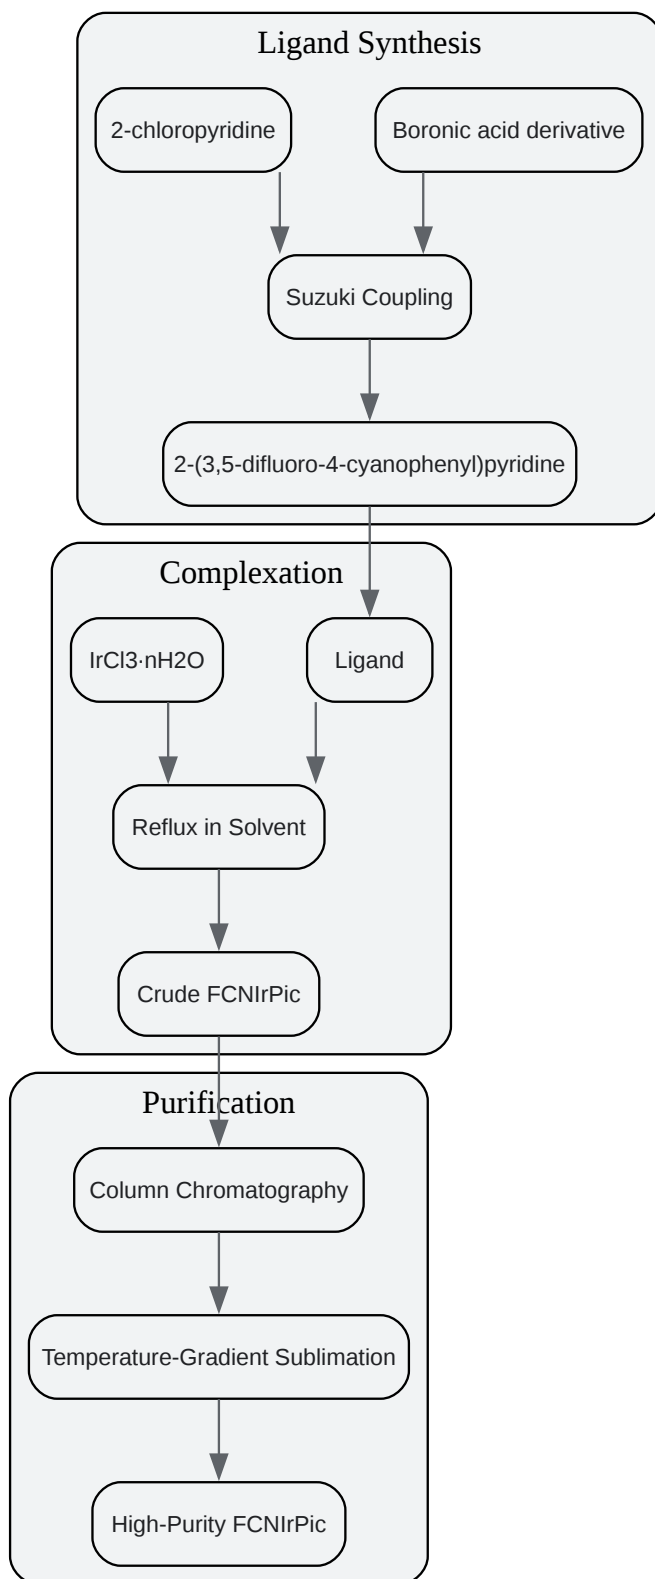 Ligand Synthesis
2-chloropyridine
Boronic acid derivative
Suzuki Coupling
2-(3,5-difluoro-4-cyanophenyl)pyridine
Complexation
IrCl3·nH2O
Ligand
Reflux in Solvent
Crude FCNIrPic
Purification
Column Chromatography
Temperature-Gradient Sublimation
High-Purity FCNIrPic